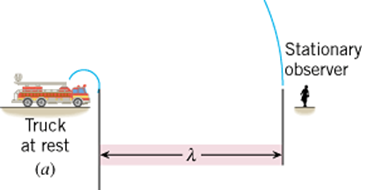 Stationary
observer
Truck
at rest
(a)
λ